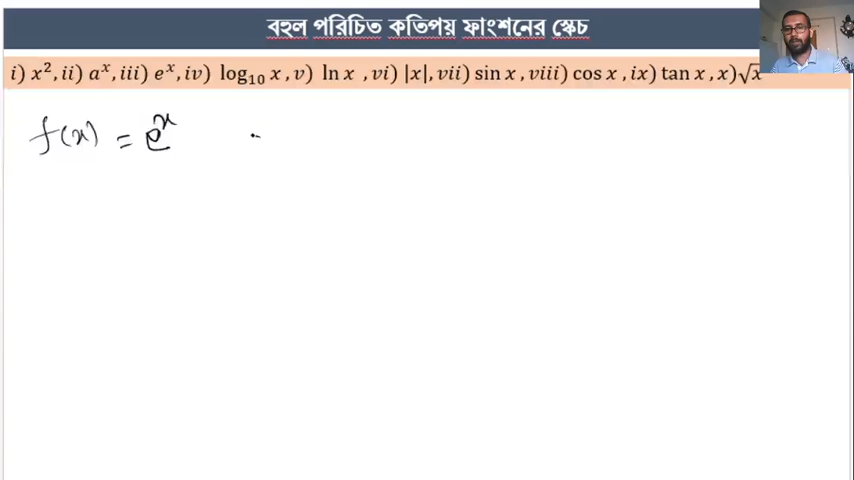 বহুল পরিচিত কতিপয় ফাংশনের স্কেচ
i) x², ii) aˣ, iii) eˣ, iv) log₁₀ x , v) ln x , vi) |x|, vii) sin x , viii) cos x , ix) tan x , x)√x
f(x) = eˣ